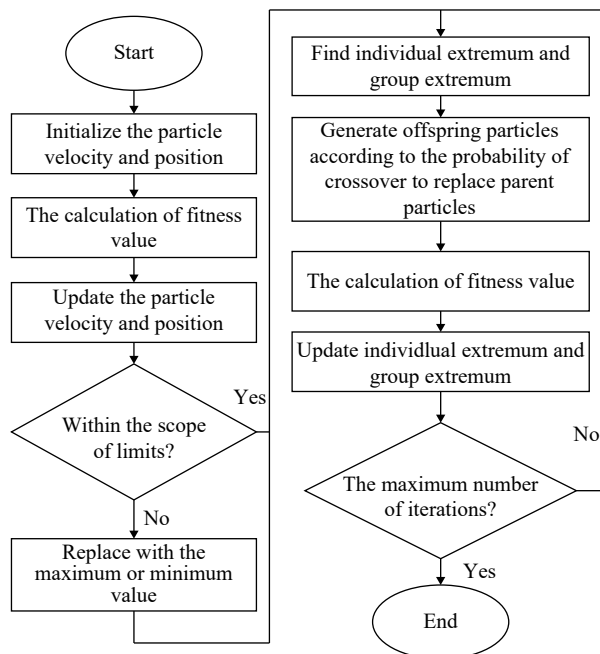 Start
Initialize the particle
velocity and position
The calculation of fitness
value
Update the particle
velocity and position
Within the scope
of limits?
Yes
No
Replace with the
maximum or minimum
value
Find individual extremum and
group extremum
Generate offspring particles
according to the probability of
crossover to replace parent
particles
The calculation of fitness value
Update individlual extremum and
group extremum
The maximum number
of iterations?
No
Yes
End